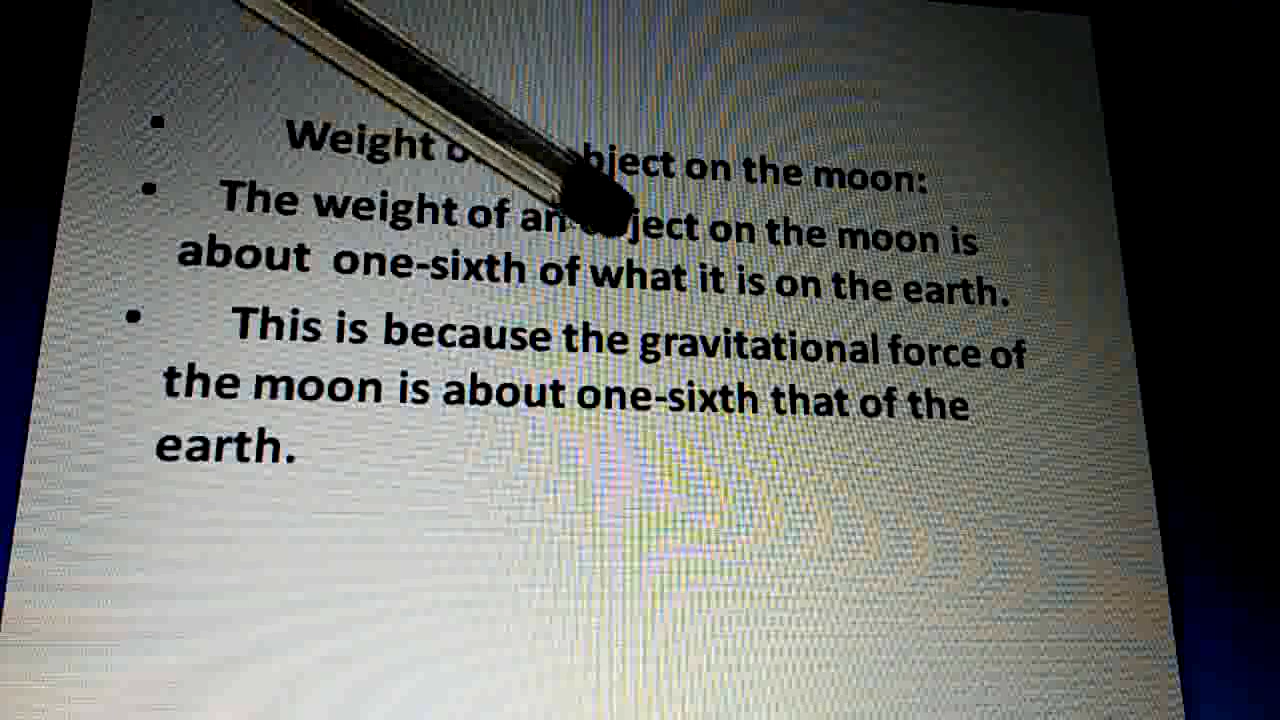 • Weight bject on the moon:
• The weight of an ject on the moon is
about one-sixth of what it is on the earth.
• This is because the gravitational force of
the moon is about one-sixth that of the
earth.